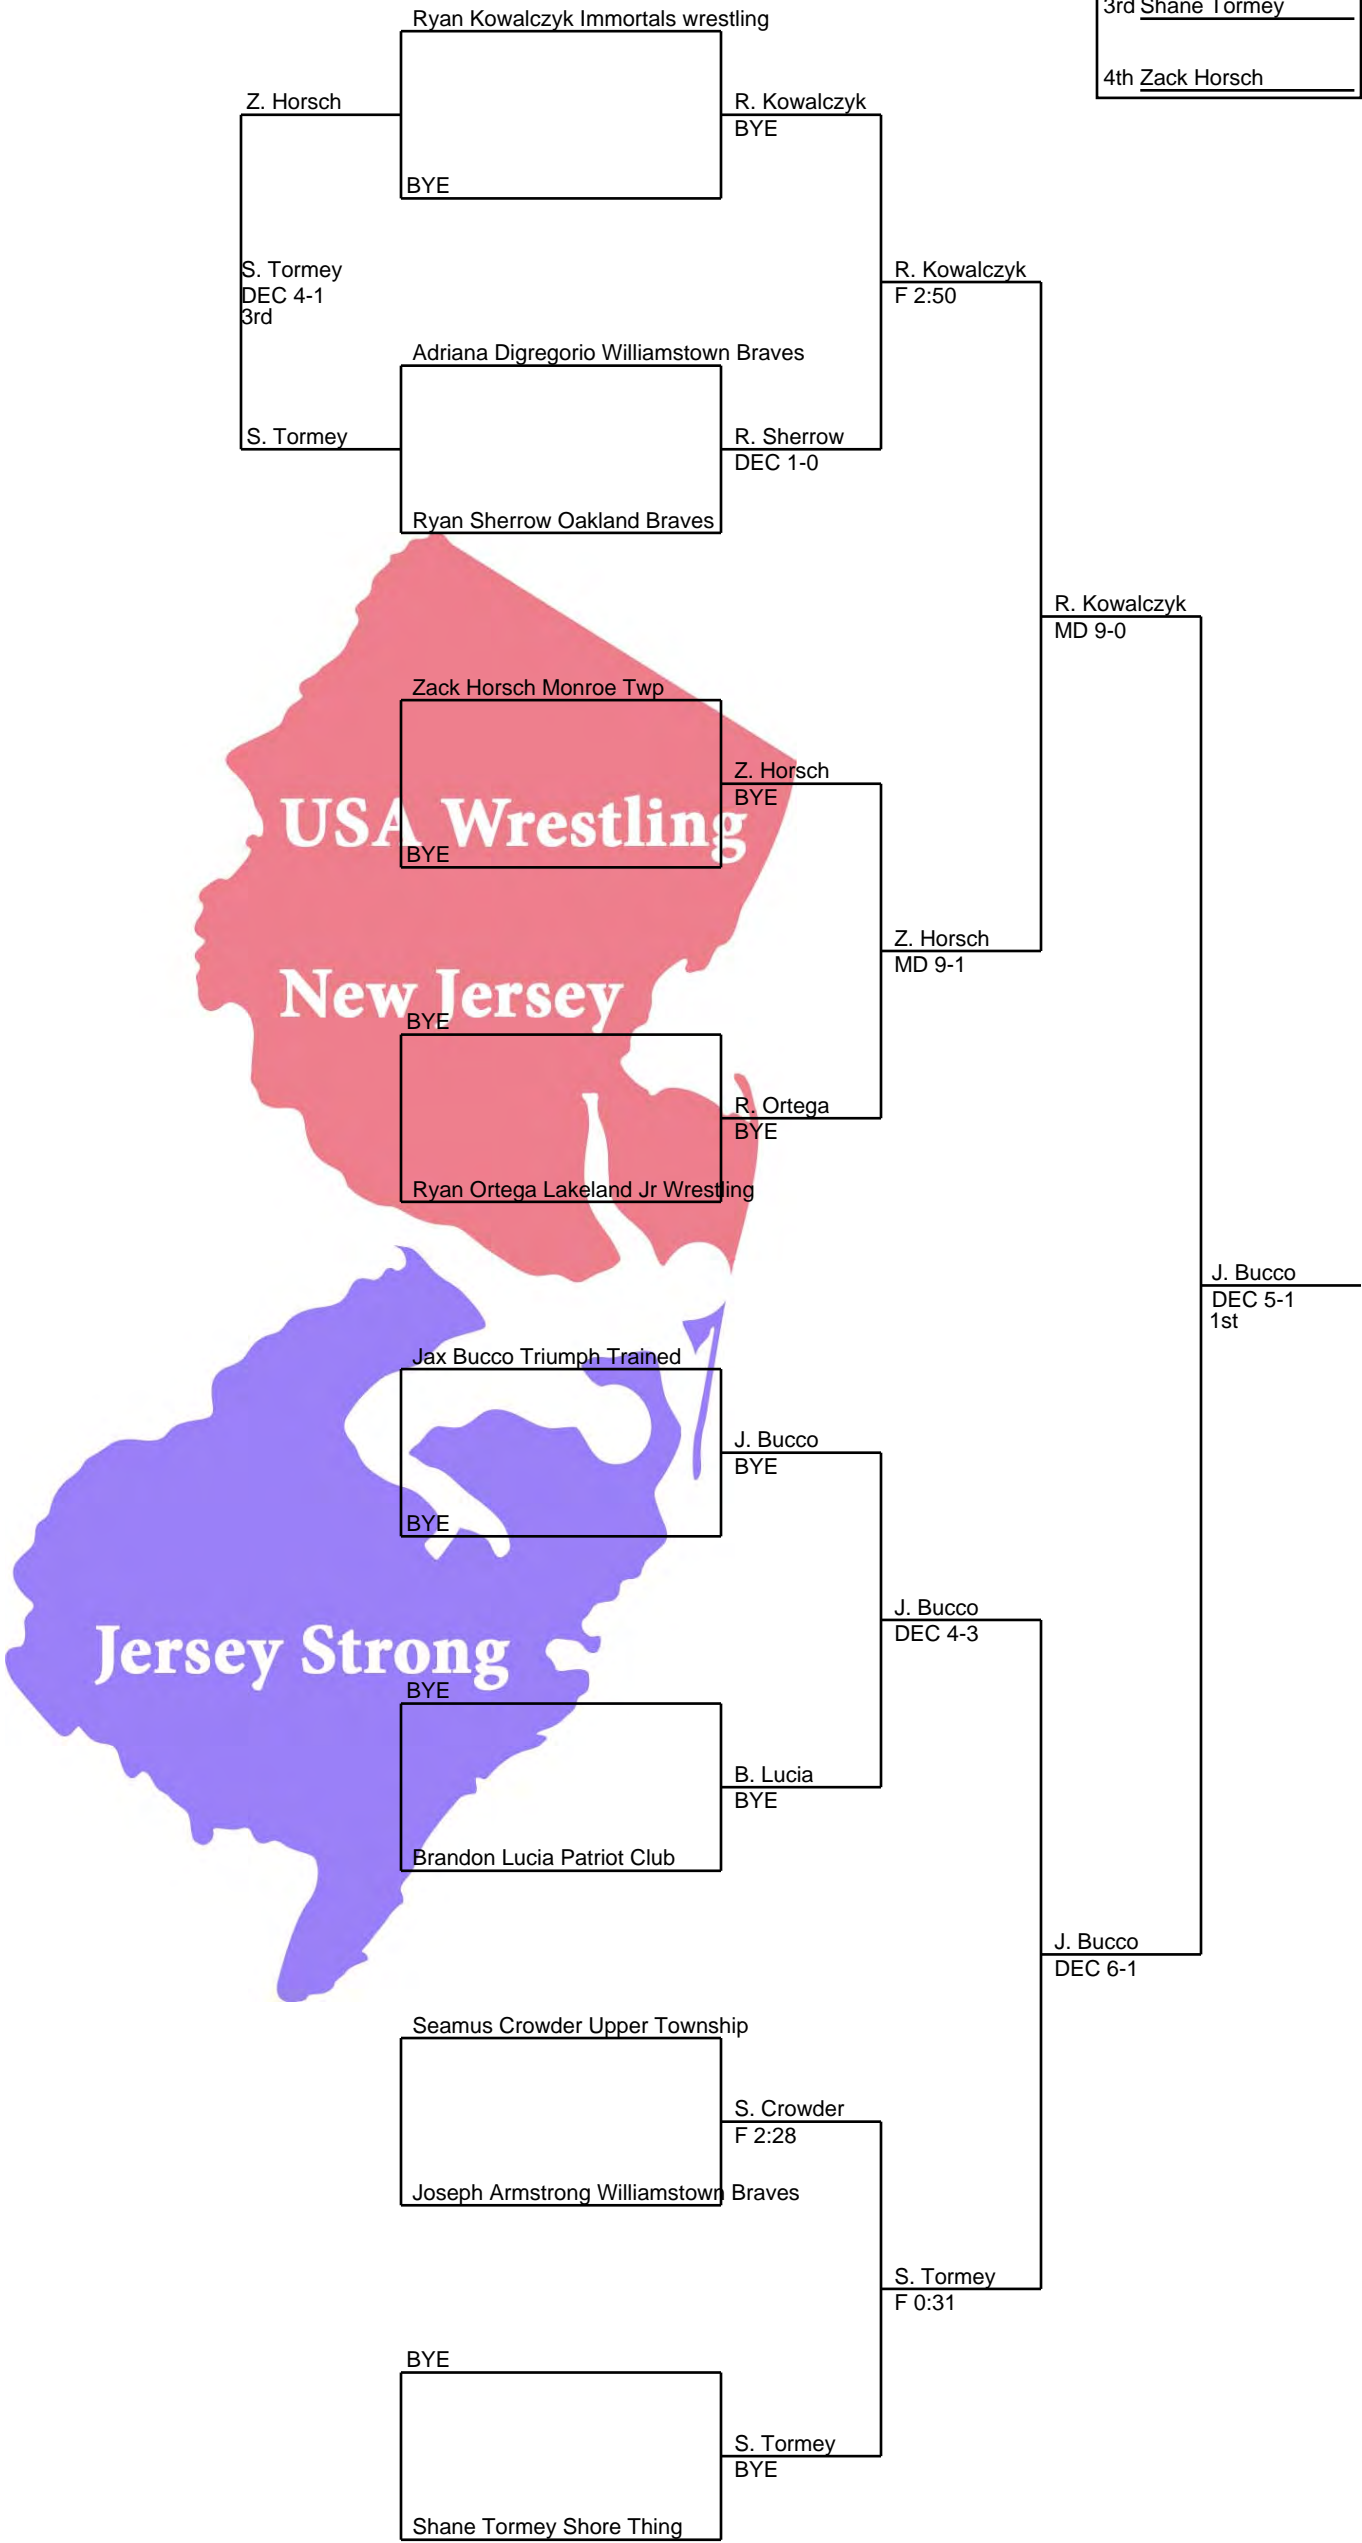 3rd Shane Tormey
Ryan Kowalczyk Immortals wrestling
4th Zack Horsch
Z. Horsch
R. Kowalczyk
BYE
BYE
S. Tormey
DEC 4-1
3rd
R. Kowalczyk
F 2:50
Adriana Digregorio Williamstown Braves
S. Tormey
R. Sherrow
DEC 1-0
Ryan Sherrow Oakland Braves
R. Kowalczyk
MD 9-0
Zack Horsch Monroe Twp
Z. Horsch
BYE
USA Wrestling
BYE
Z. Horsch
MD 9-1
New Jersey
BYE
R. Ortega
BYE
Ryan Ortega Lakeland Jr Wrestling
J. Bucco
DEC 5-1
1st
Jax Bucco Triumph Trained
J. Bucco
BYE
BYE
J. Bucco
DEC 4-3
Jersey Strong
BYE
B. Lucia
BYE
Brandon Lucia Patriot Club
J. Bucco
DEC 6-1
Seamus Crowder Upper Township
S. Crowder
F 2:28
Joseph Armstrong Williamstown Braves
S. Tormey
F 0:31
BYE
S. Tormey
BYE
Shane Tormey Shore Thing